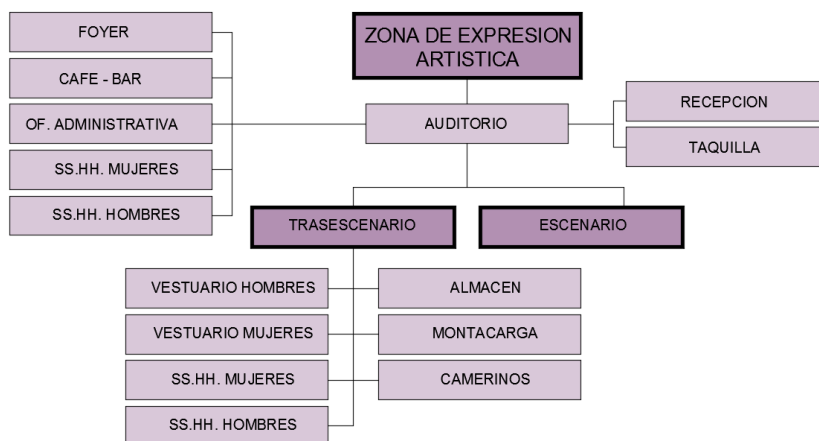 FOYER
CAFE - BAR
OF. ADMINISTRATIVA
SS.HH. MUJERES
SS.HH. HOMBRES
ZONA DE EXPRESION
ARTISTICA
AUDITORIO
RECEPCION
TAQUILLA
TRASESCENARIO
ESCENARIO
VESTUARIO HOMBRES
VESTUARIO MUJERES
SS.HH. MUJERES
SS.HH. HOMBRES
ALMACEN
MONTACARGA
CAMERINOS